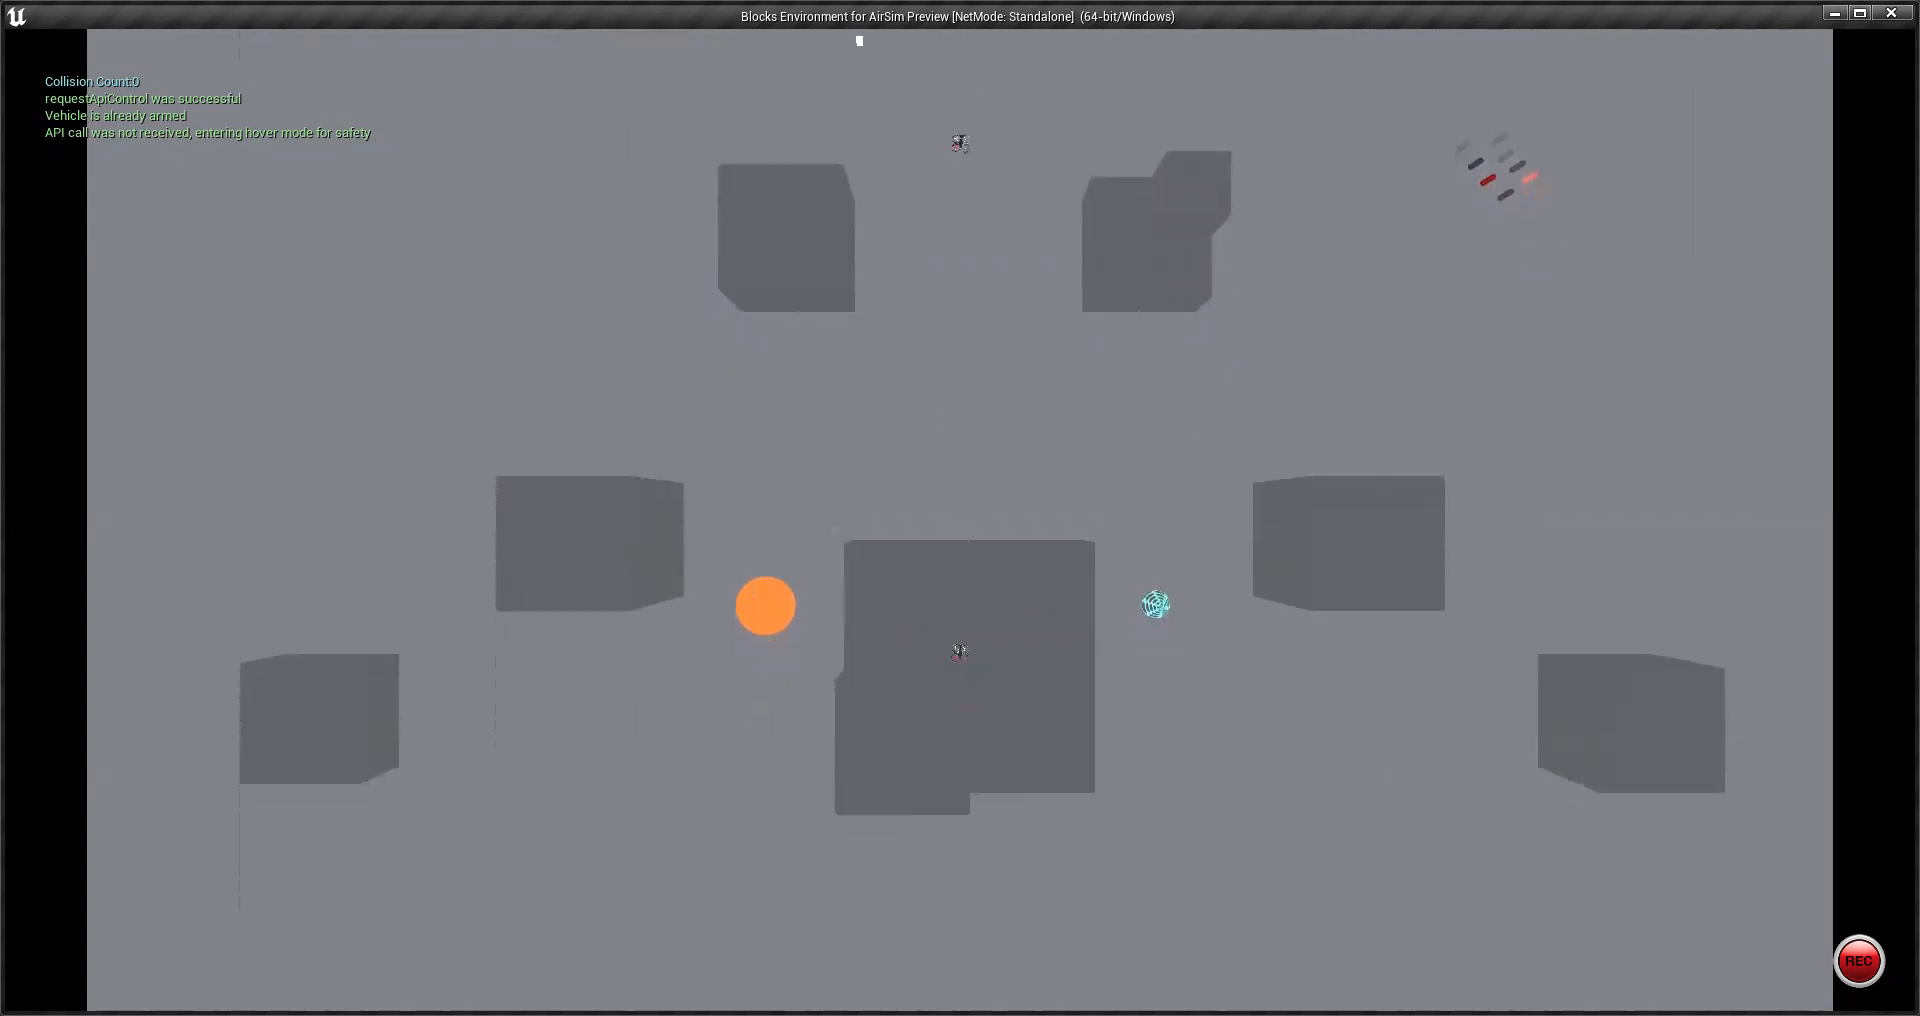 Blocks Environment for AirSim Preview [NetMode: Standalone] (64-bit/Windows)
Collision Count:0
requestApiControl was successful
Vehicle is already armed
API call was not received, entering hover mode for safety
REC